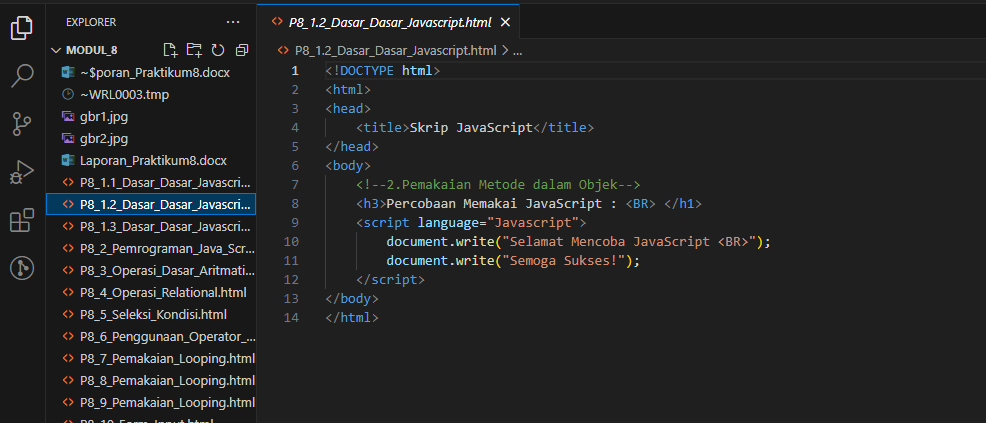 EXPLORER
MODUL_8
~$poran_Praktikum8.docx
~WRL0003.tmp
gbr1.jpg
gbr2.jpg
Laporan_Praktikum8.docx
P8_1.1_Dasar_Dasar_Javascri...
P8_1.2_Dasar_Dasar_Javascri...
P8_1.3_Dasar_Dasar_Javascri...
P8_2_Pemrograman_Java_Scr...
P8_3_Operasi_Dasar_Aritmati...
P8_4_Operasi_Relational.html
P8_5_Seleksi_Kondisi.html
P8_6_Penggunaan_Operator_...
P8_7_Pemakaian_Looping.html
P8_8_Pemakaian_Looping.html
P8_9_Pemakaian_Looping.html
P8_10_Form_Input.html
P8_1.2_Dasar_Dasar_Javascript.html
P8_1.2_Dasar_Dasar_Javascript.html > ...
1 <!DOCTYPE html>
2 <html>
3 <head>
4 <title>Skrip JavaScript</title>
5 </head>
6 <body>
7 <!--2.Pemakaian Metode dalam Objek-->
8 <h3>Percobaan Memakai JavaScript : <BR> </h1>
9 <script language="Javascript">
10 document.write("Selamat Mencoba JavaScript <BR>");
11 document.write("Semoga Sukses!");
12 </script>
13 </body>
14 </html>